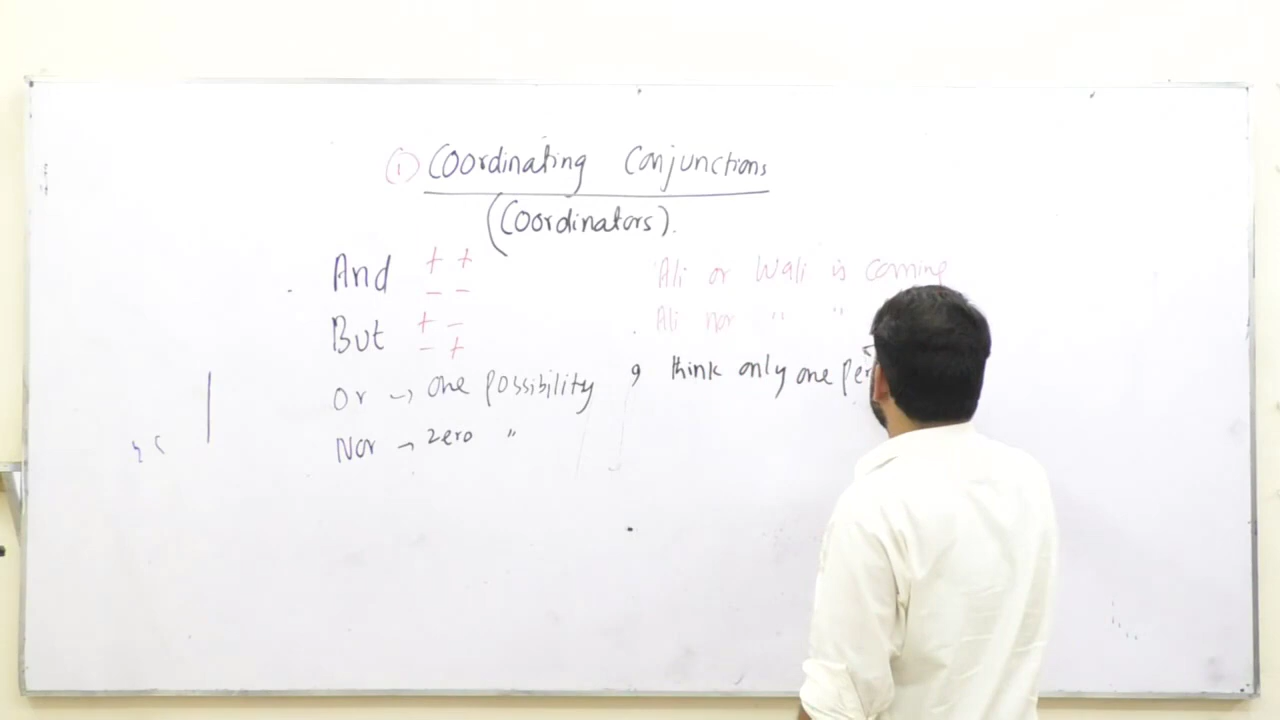 ① Coordinating Conjunctions
(Coordinators).
And + +
– –
But + –
– +
Or → one possibility
Nor → Zero "
Ali or Wali is coming
Ali nor " "
think only one per